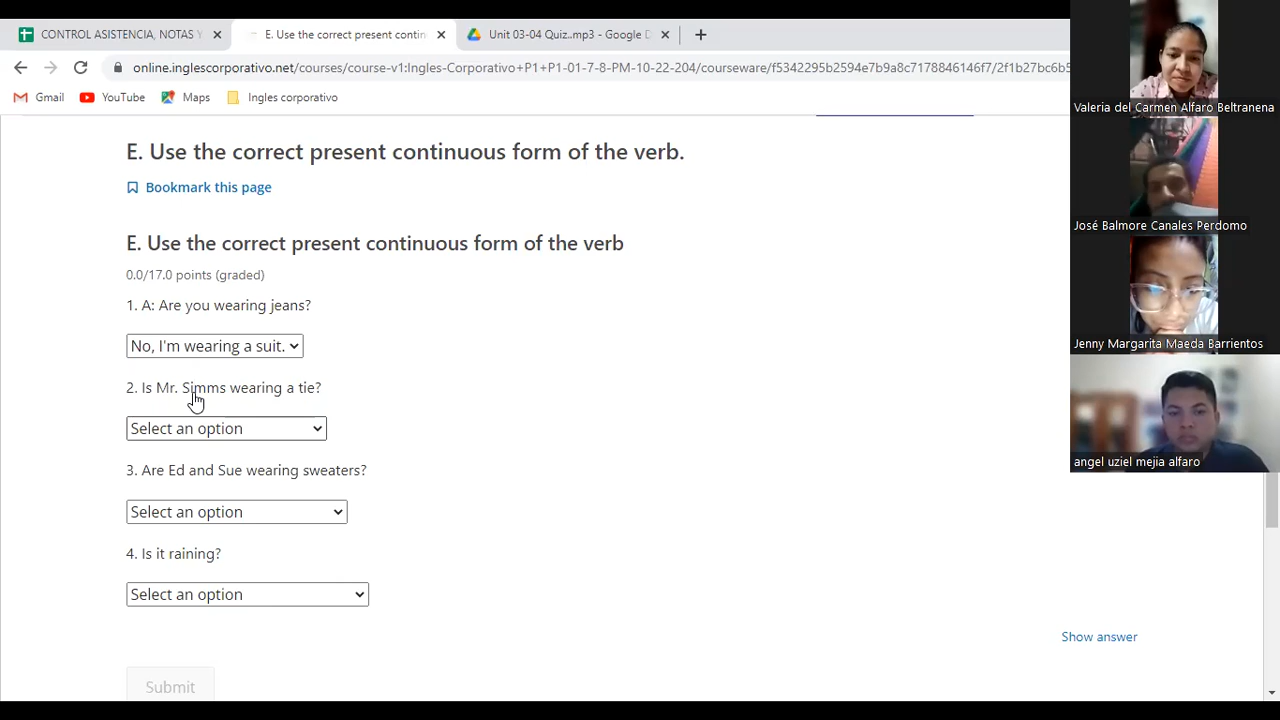 CONTROL ASISTENCIA, NOTAS Y
E. Use the correct present contin
Unit 03-04 Quiz..mp3 - Google D
online.inglescorporativo.net/courses/course-v1:Ingles-Corporativo+P1+P1-01-7-8-PM-10-22-204/courseware/f5342295b2594e7b9a8c7178846146f7/2f1b27bc6b5
Gmail YouTube Maps Ingles corporativo
E. Use the correct present continuous form of the verb.
Bookmark this page
E. Use the correct present continuous form of the verb
0.0/17.0 points (graded)
1. A: Are you wearing jeans?
No, I'm wearing a suit.
2. Is Mr. Simms wearing a tie?
Select an option
3. Are Ed and Sue wearing sweaters?
Select an option
4. Is it raining?
Select an option
Show answer
Submit
Valeria del Carmen Alfaro Beltranena
José Balmore Canales Perdomo
Jenny Margarita Maeda Barrientos
angel uziel mejia alfaro